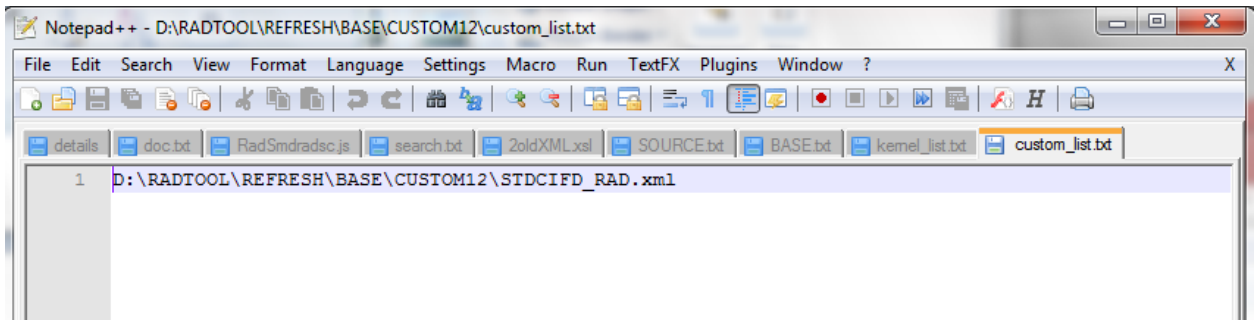 Notepad++ - D:\RADTOOL\REFRESH\BASE\CUSTOM12\custom_list.txt
File Edit Search View Format Language Settings Macro Run TextFX Plugins Window ? X
details doc.txt RadSmdradsc.js search.txt 2oldXML.xsl SOURCE.txt BASE.txt kernel_list.txt custom_list.txt
1 D:\RADTOOL\REFRESH\BASE\CUSTOM12\STDCIFD_RAD.xml